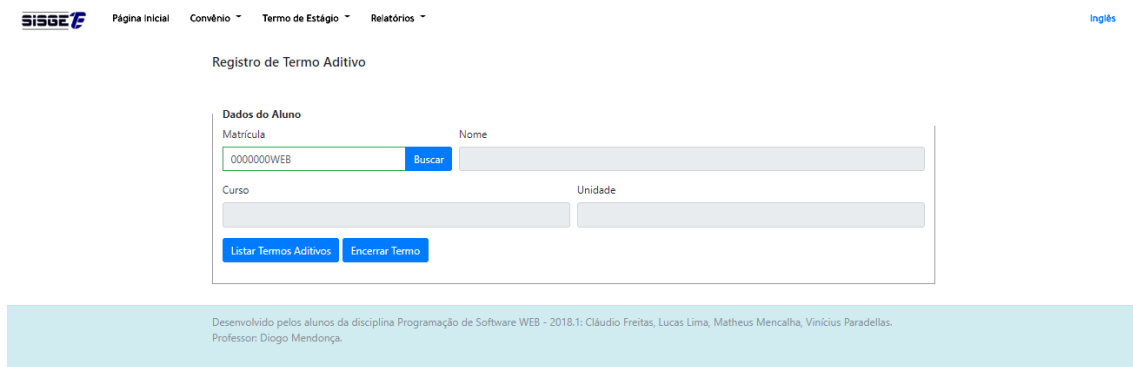 SISGEE Página Inicial Convênio Termo de Estágio Relatórios Inglês
Registro de Termo Aditivo
Dados do Aluno
Matrícula Nome
0000000WEB Buscar
Curso Unidade
Listar Termos Aditivos Encerrar Termo
Desenvolvido pelos alunos da disciplina Programação de Software WEB - 2018.1: Cláudio Freitas, Lucas Lima, Matheus Mencalha, Vinícius Paradellas.
Professor: Diogo Mendonça.